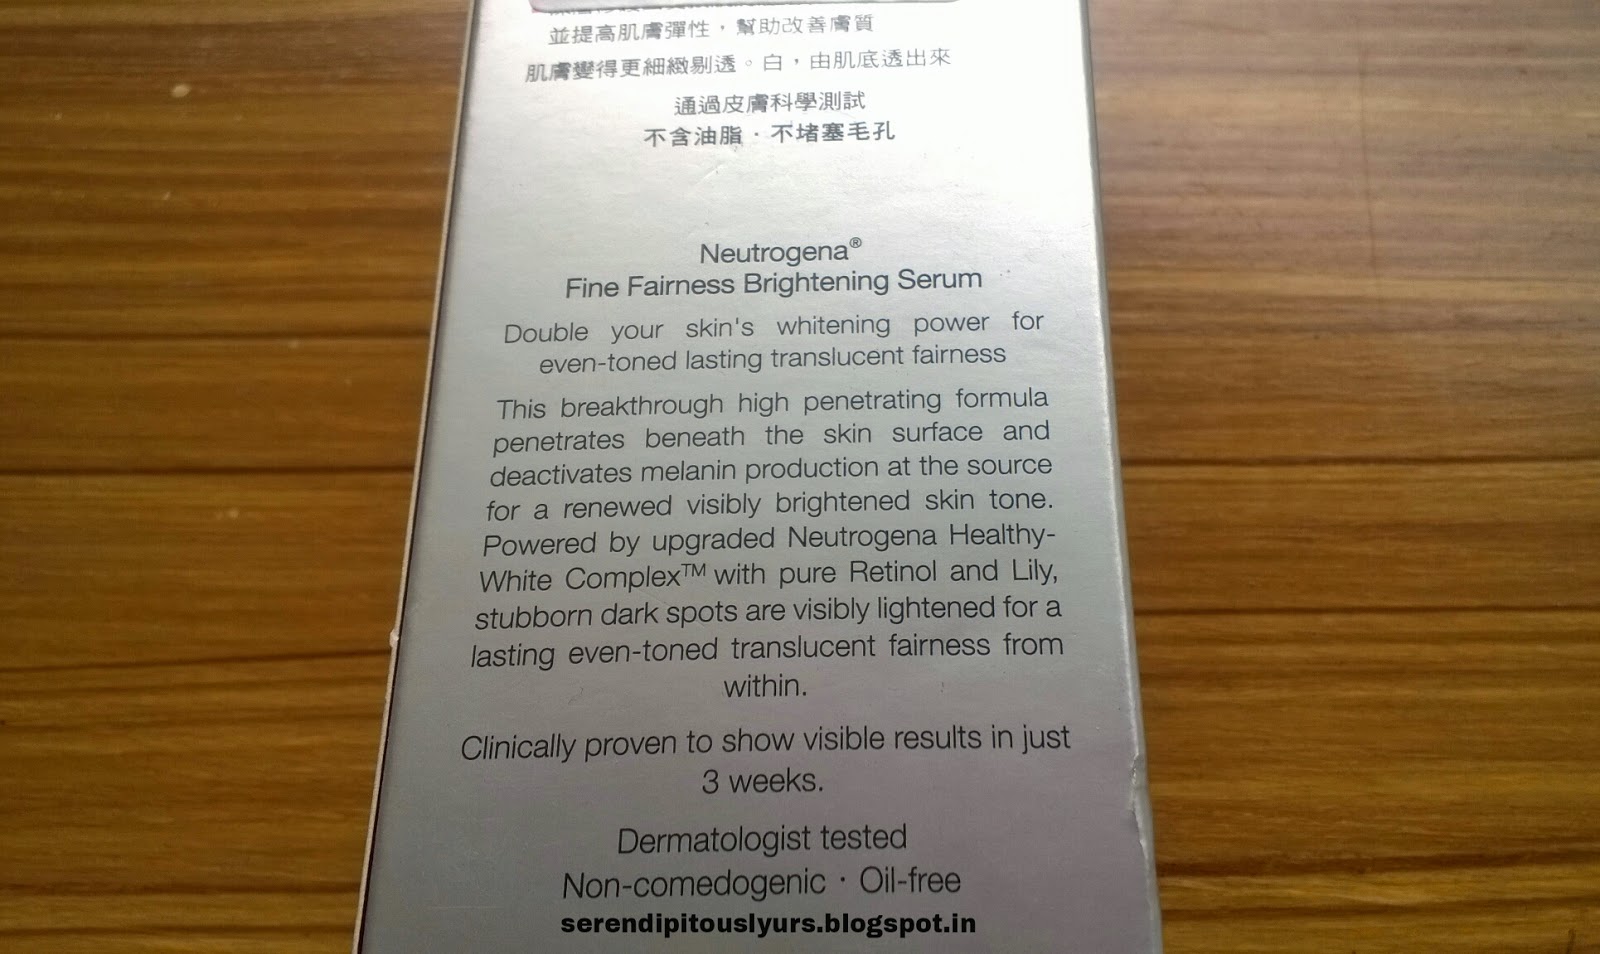 並提高肌膚彈性，幫助改善膚質
肌膚變得更細緻剔透。白，由肌底透出來
通過皮膚科學測試
不含油脂·不堵塞毛孔
Neutrogena®
Fine Fairness Brightening Serum
Double your skin's whitening power for
even-toned lasting translucent fairness
This breakthrough high penetrating formula
penetrates beneath the skin surface and
deactivates melanin production at the source
for a renewed visibly brightened skin tone.
Powered by upgraded Neutrogena Healthy-
White Complex™ with pure Retinol and Lily,
stubborn dark spots are visibly lightened for a
lasting even-toned translucent fairness from
within.
Clinically proven to show visible results in just
3 weeks.
Dermatologist tested
Non-comedogenic · Oil-free
serendipitouslyurs.blogspot.in